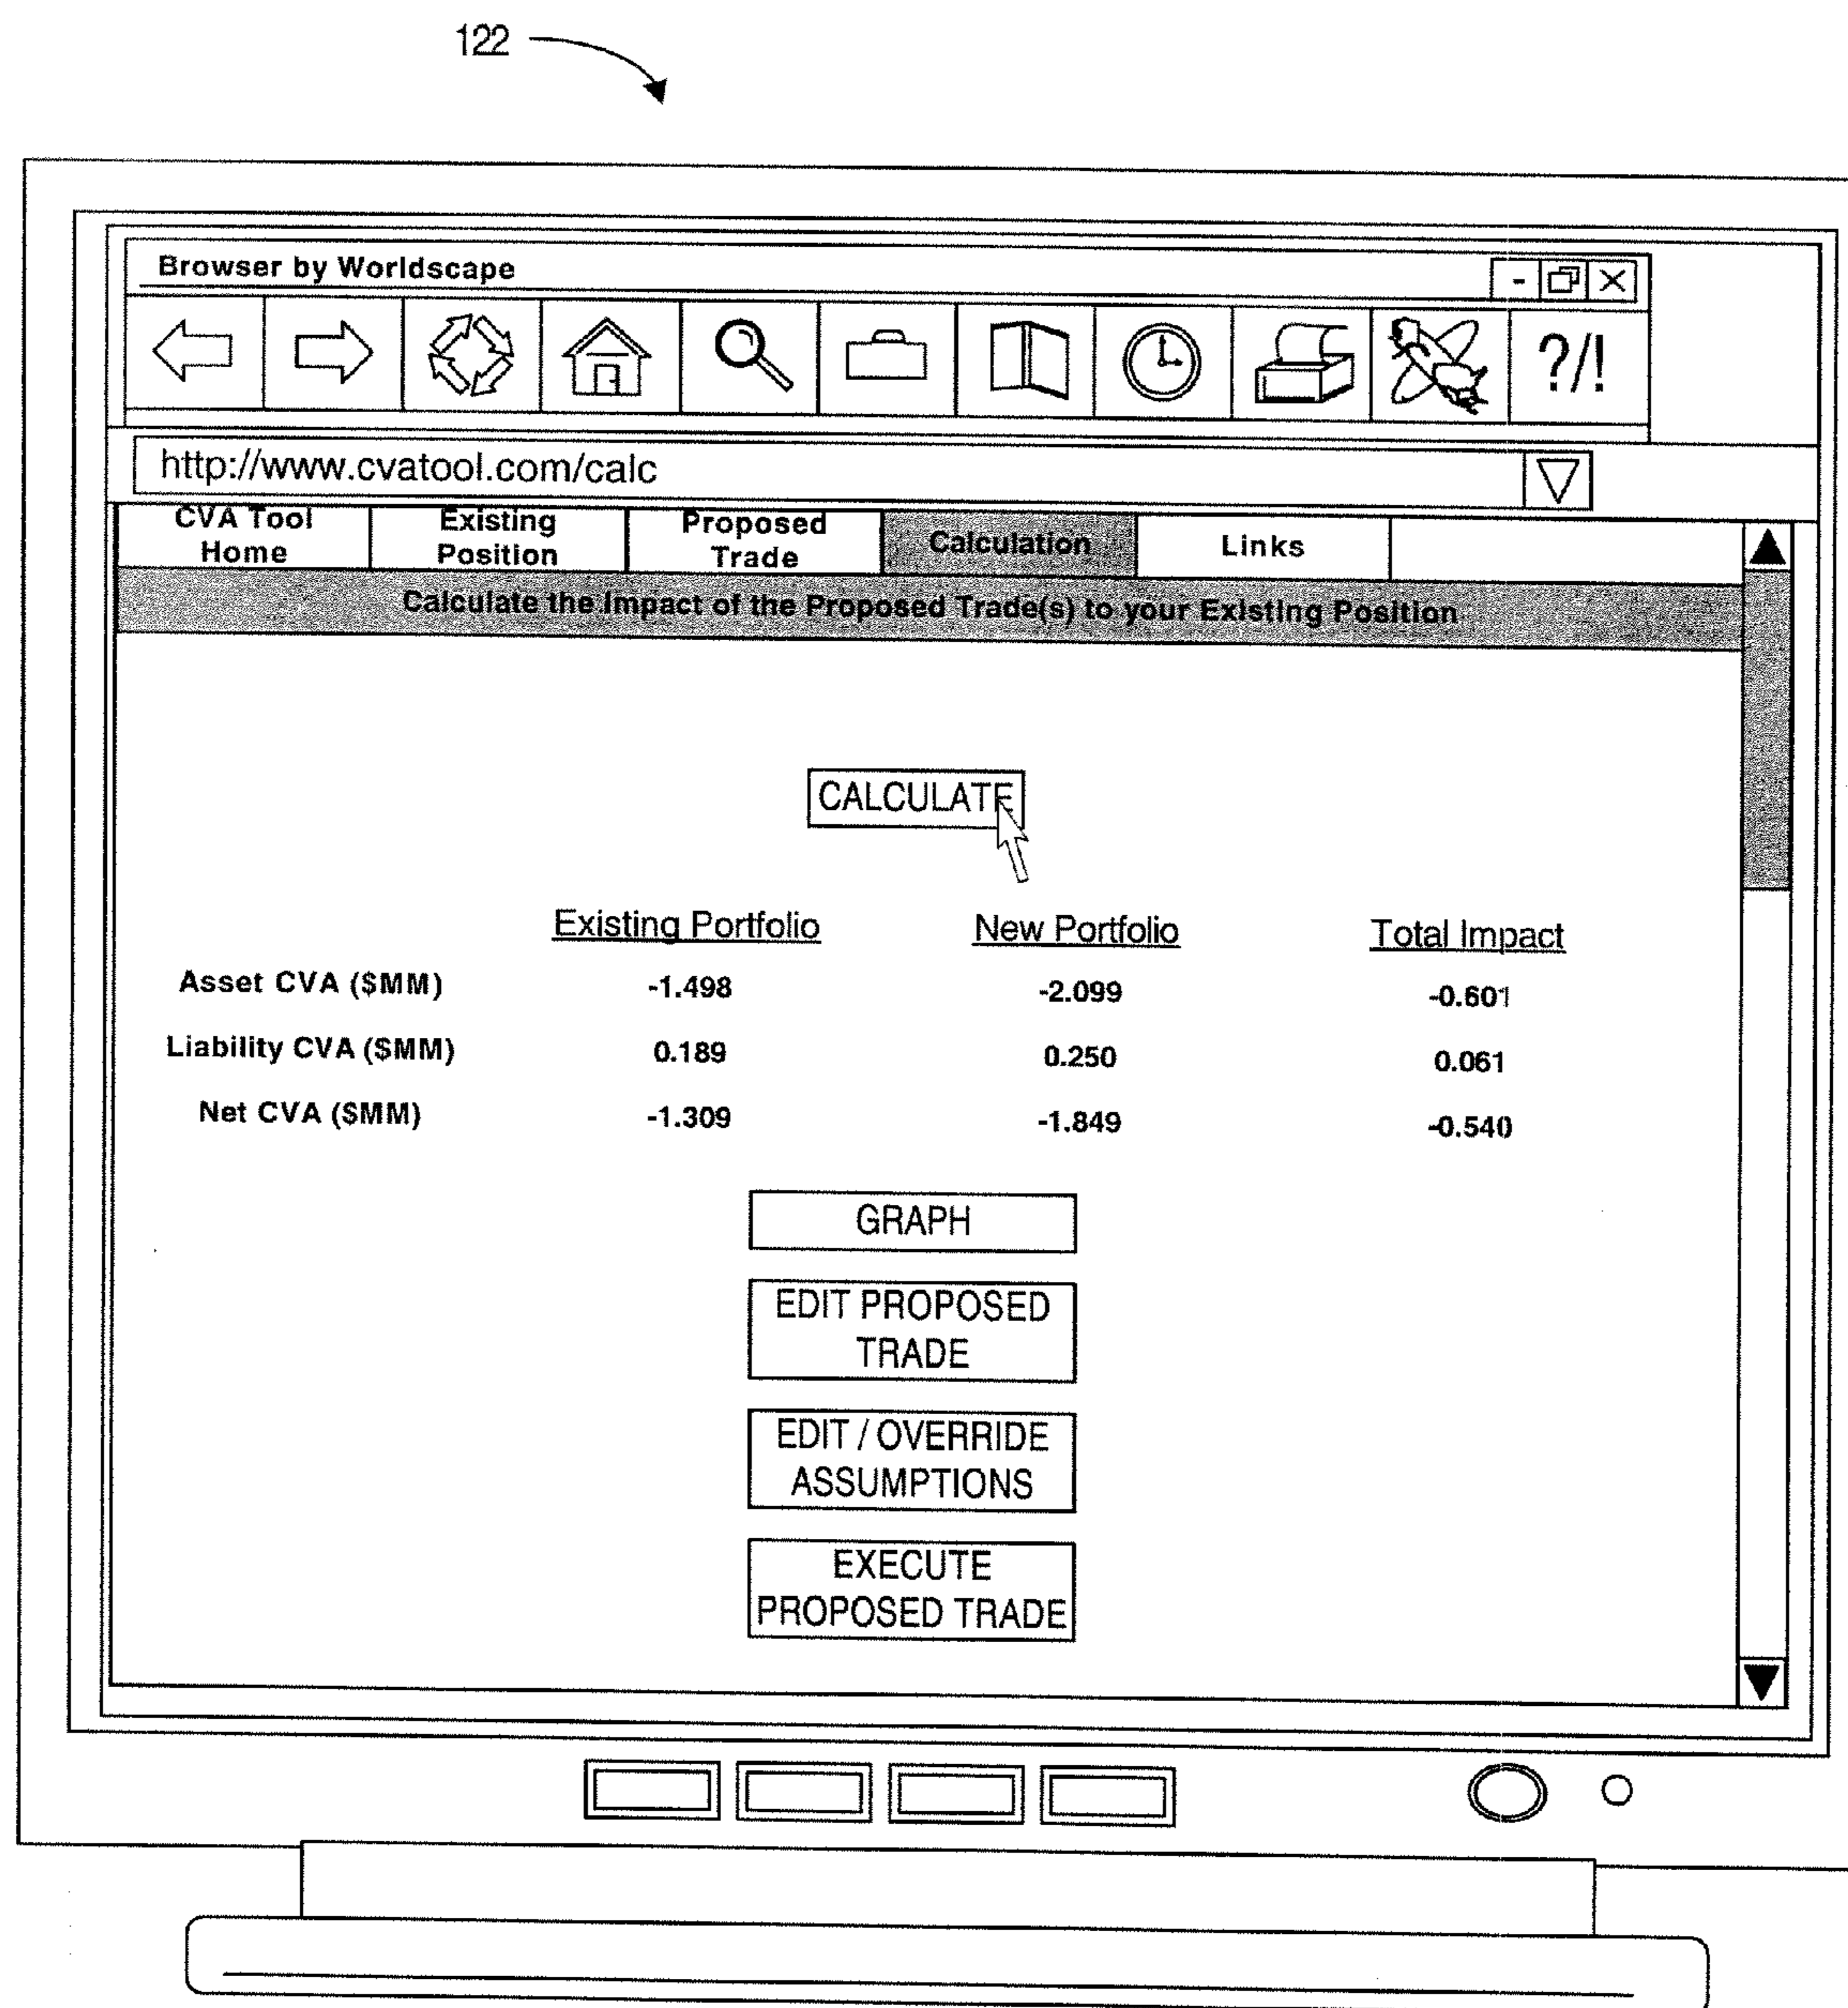 122
Browser by Worldscape
?/!
http://www.cvatool.com/calc
CVA Tool Home Existing Position Proposed Trade Calculation Links
Calculate the Impact of the Proposed Trade(s) to your Existing Position
CALCULATE
Existing Portfolio New Portfolio Total Impact
Asset CVA ($MM) -1.498 -2.099 -0.601
Liability CVA ($MM) 0.189 0.250 0.061
Net CVA ($MM) -1.309 -1.849 -0.540
GRAPH
EDIT PROPOSED
TRADE
EDIT / OVERRIDE
ASSUMPTIONS
EXECUTE
PROPOSED TRADE